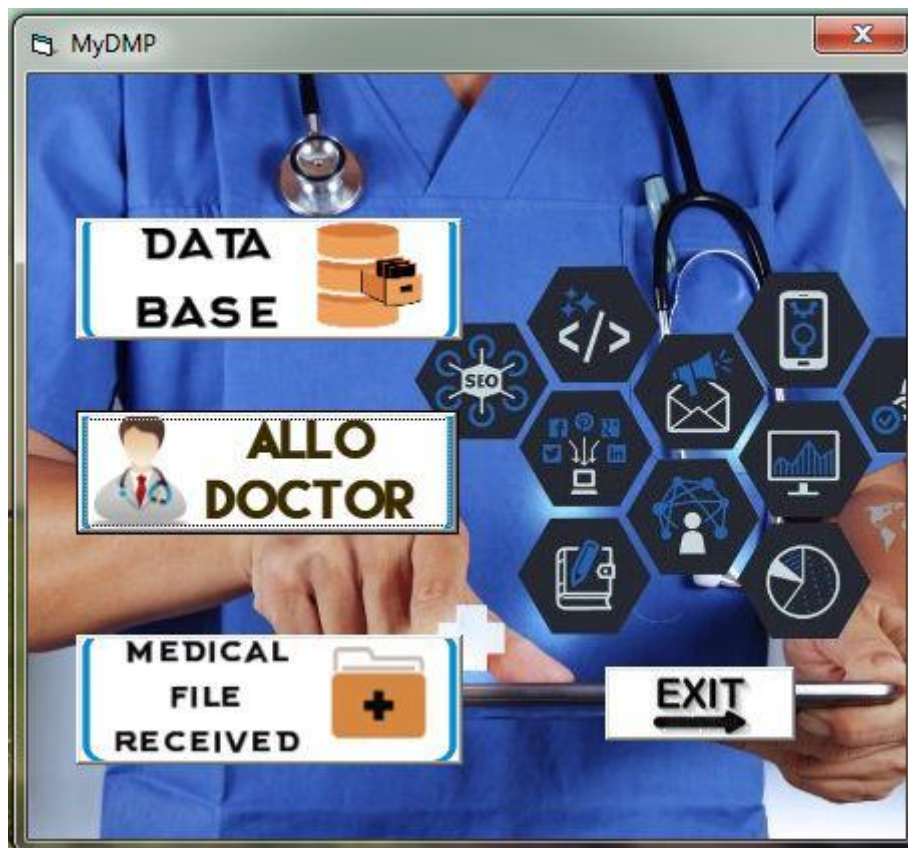 MyDMP
DATA
BASE
SEO
</>
ALLO
DOCTOR
MEDICAL
FILE
RECEIVED
EXIT